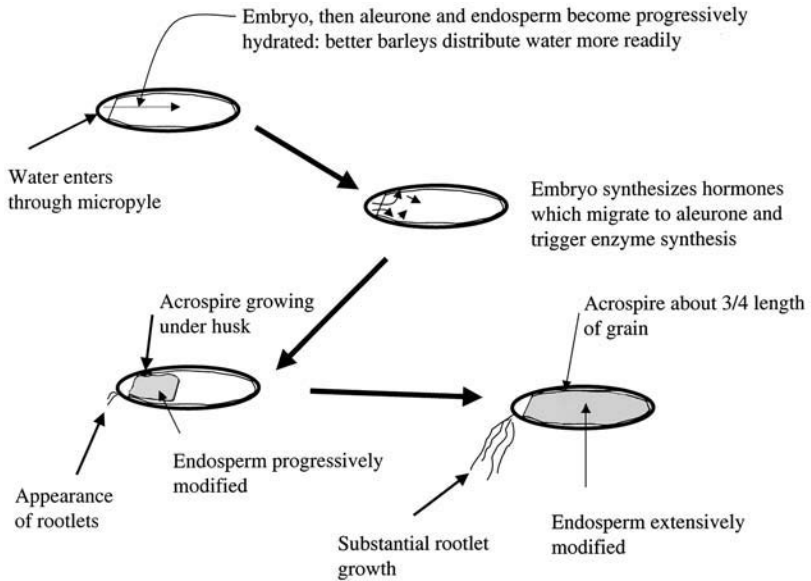 Embryo, then aleurone and endosperm become progressively
hydrated: better barleys distribute water more readily
Water enters
through micropyle
Embryo synthesizes hormones
which migrate to aleurone and
trigger enzyme synthesis
Acrospire growing
under husk
Acrospire about 3/4 length
of grain
Endosperm progressively
modified
Appearance
of rootlets
Substantial rootlet
growth
Endosperm extensively
modified